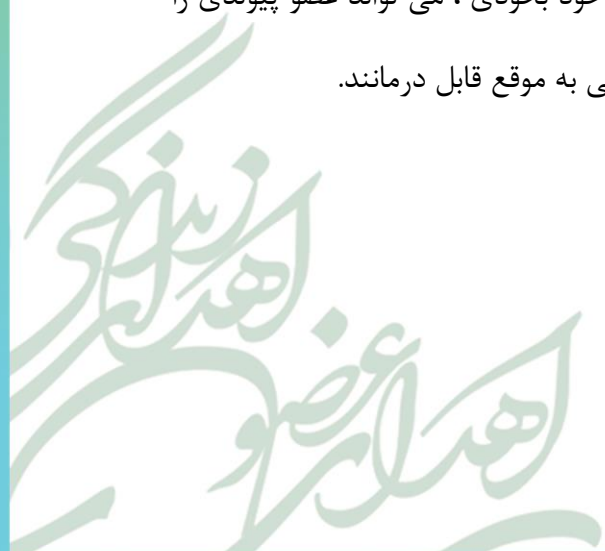 خود بخودی ، می تواند عضو پیوندی را
ی به موقع قابل درمانند.
اهدای عضو
اهدای زندگی